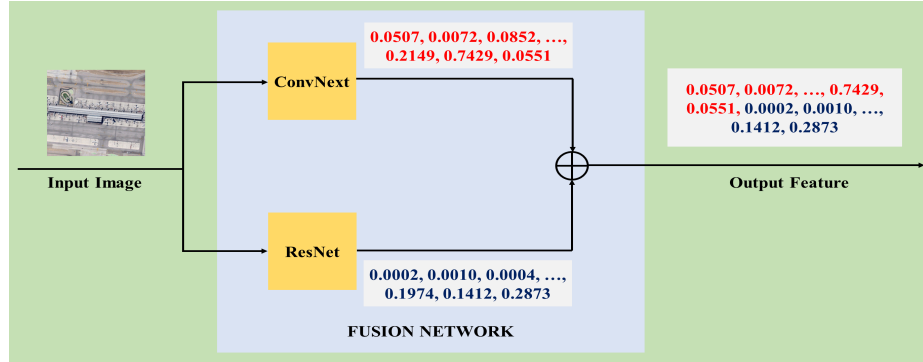 0.0507, 0.0072, 0.0852, …,
0.2149, 0.7429, 0.0551
ConvNext
0.0507, 0.0072, …, 0.7429,
0.0551, 0.0002, 0.0010, …,
0.1412, 0.2873
Input Image
Output Feature
ResNet
0.0002, 0.0010, 0.0004, …,
0.1974, 0.1412, 0.2873
FUSION NETWORK